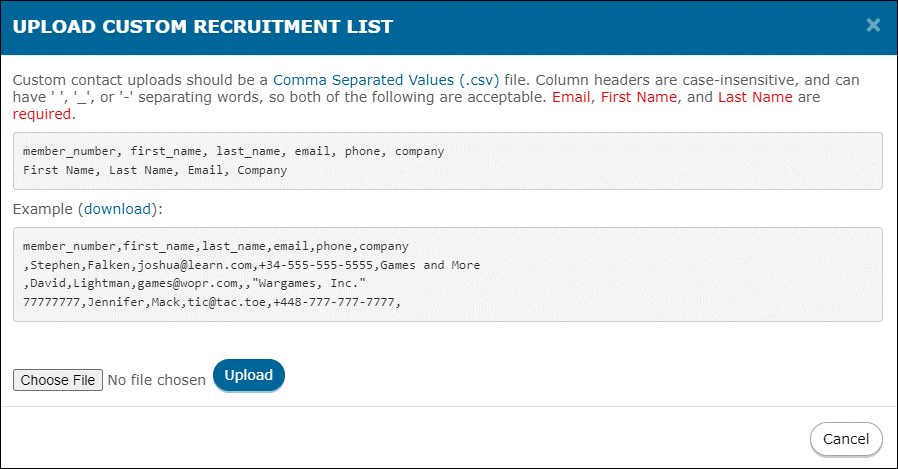 UPLOAD CUSTOM RECRUITMENT LIST ×
Custom contact uploads should be a Comma Separated Values (.csv) file. Column headers are case-insensitive, and can
have ' ', '_', or '-' separating words, so both of the following are acceptable. Email, First Name, and Last Name are
required.
member_number, first_name, last_name, email, phone, company
First Name, Last Name, Email, Company
Example (download):
member_number,first_name,last_name,email,phone,company
,Stephen,Falken,joshua@learn.com,+34-555-555-5555,Games and More
,David,Lightman,games@wopr.com,,"Wargames, Inc."
77777777,Jennifer,Mack,tic@tac.toe,+448-777-777-7777,
Choose File No file chosen Upload
Cancel